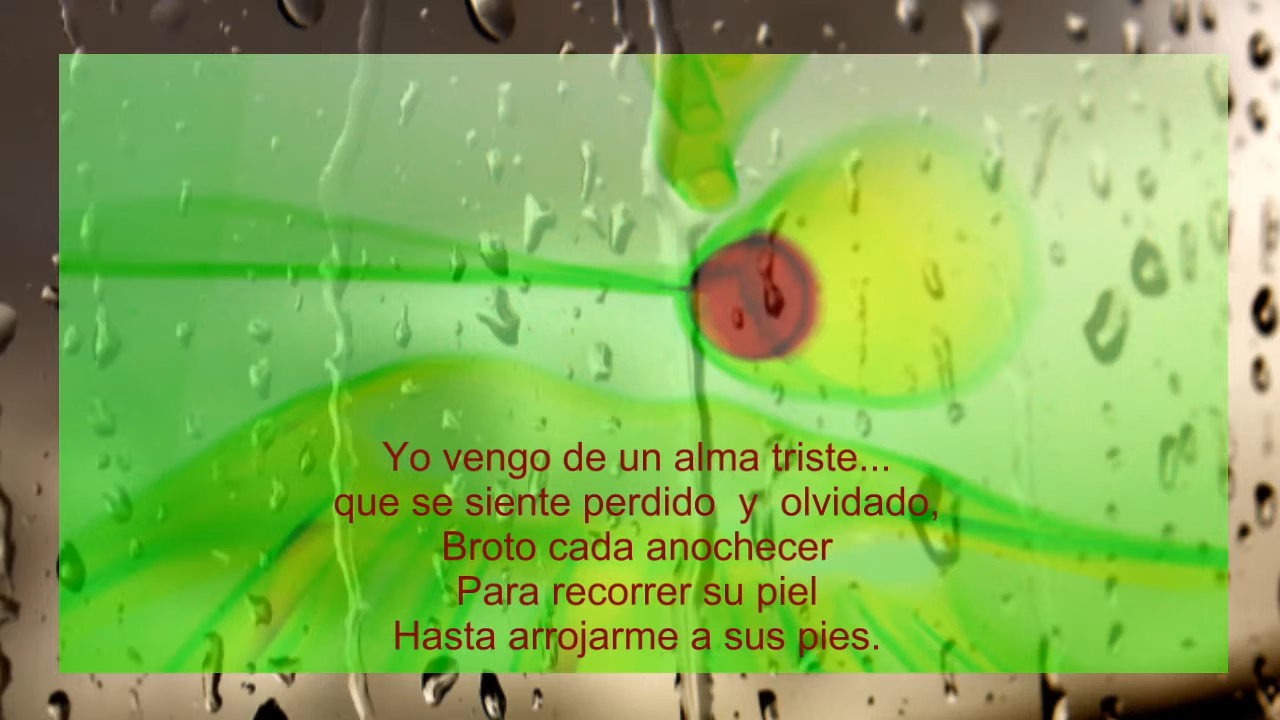 Yo vengo de un alma triste...
que se siente perdido y olvidado,
Broto cada anochecer
Para recorrer su piel
Hasta arrojarme a sus pies.